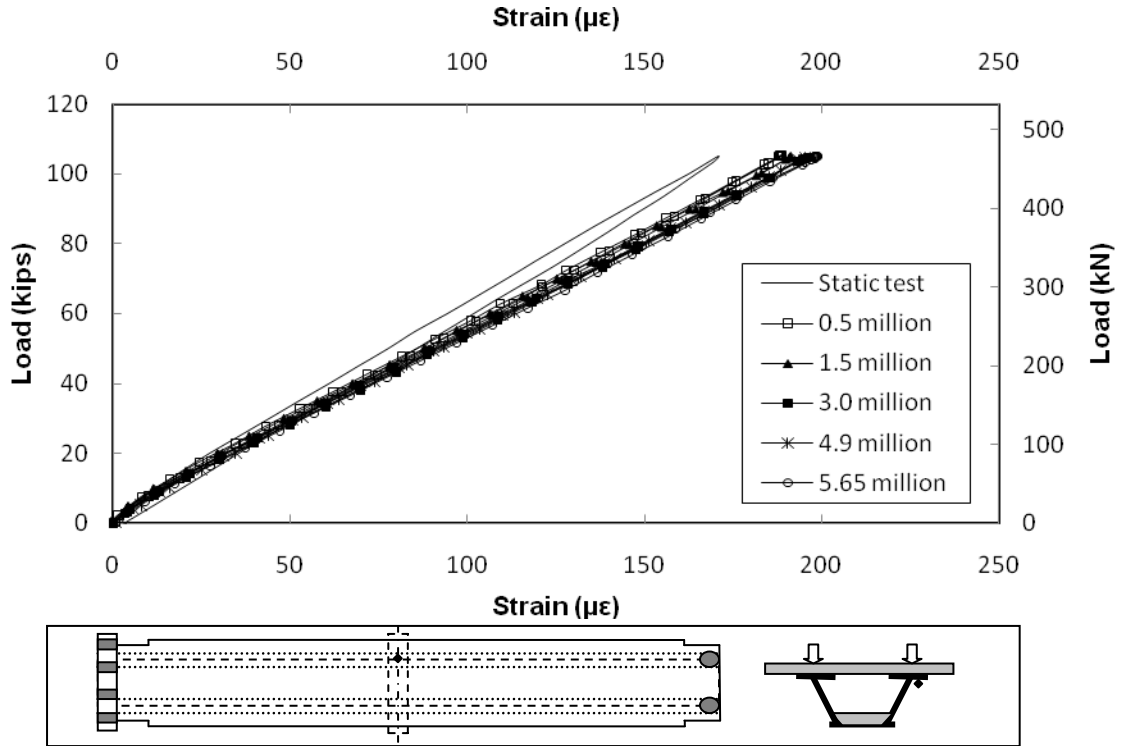 Strain (µε)
0 50 100 150 200 250
120 500
100 400
80 300
60 200
40 100
20 0
0
Load (kips)
Load (kN)
Static test
0.5 million
1.5 million
3.0 million
4.9 million
5.65 million
0 50 100 150 200 250
Strain (µε)